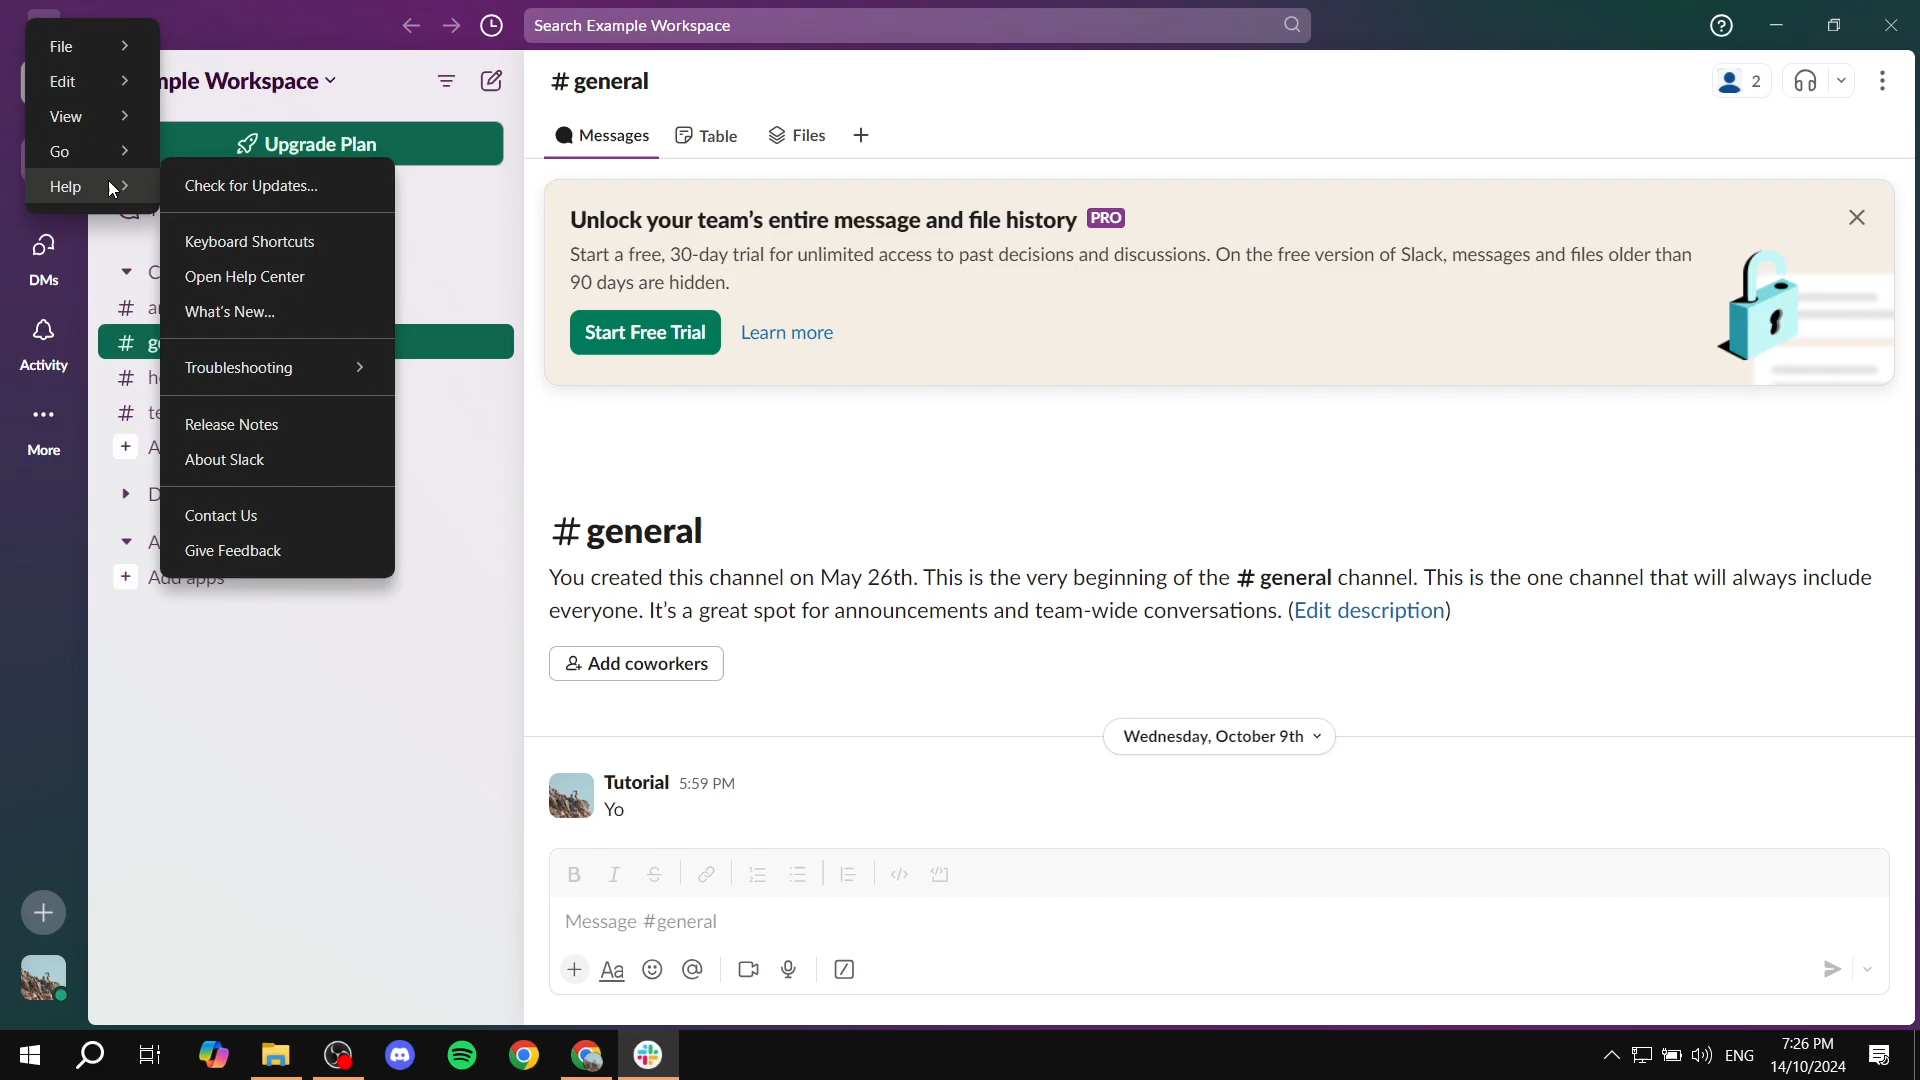 Search Example Workspace
File
Edit
View
Go
Help
Workspace
Upgrade Plan
Check for Updates...
Keyboard Shortcuts
Open Help Center
What's New...
Troubleshooting
Release Notes
About Slack
Contact Us
Give Feedback
DMs
Activity
More
# general
2
Messages
Table
Files
Unlock your team's entire message and file history PRO
Start a free, 30-day trial for unlimited access to past decisions and discussions. On the free version of Slack, messages and files older than
90 days are hidden.
Start Free Trial
Learn more
# general
You created this channel on May 26th. This is the very beginning of the # general channel. This is the one channel that will always include
everyone. It's a great spot for announcements and team-wide conversations. (Edit description)
Add coworkers
Wednesday, October 9th
Tutorial 5:59 PM
Yo
Message #general
Aa
ENG
7:26 PM
14/10/2024